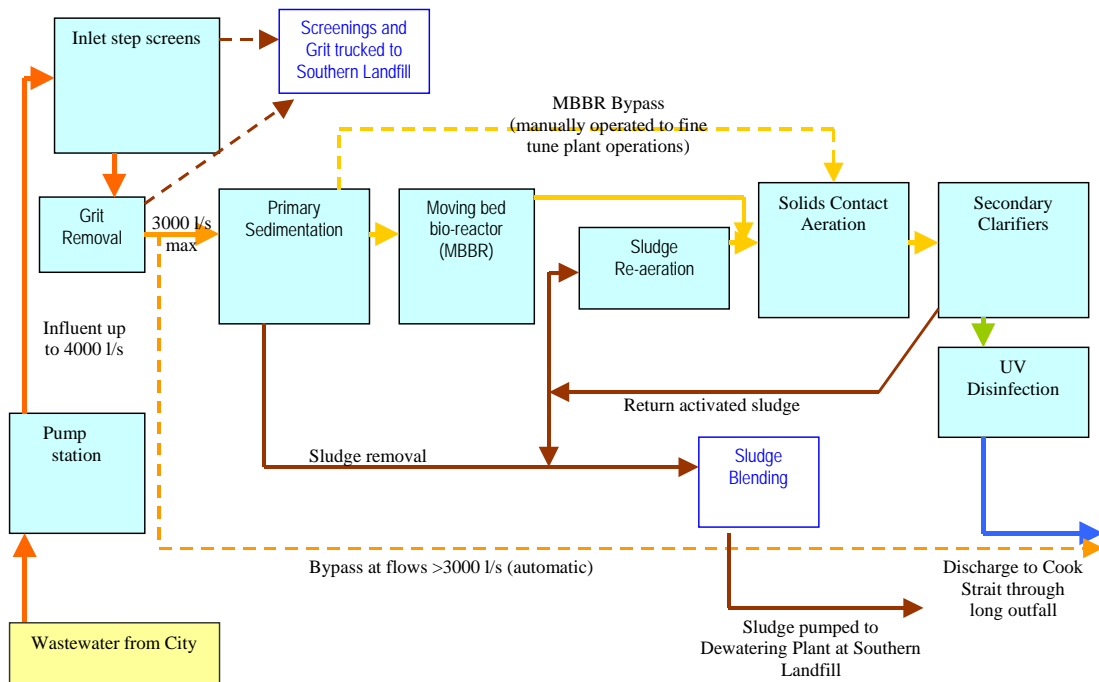 Inlet step screens
Screenings and
Grit trucked to
Southern Landfill
MBBR Bypass
(manually operated to fine
tune plant operations)
Grit
Removal
3000 l/s
max
Primary
Sedimentation
Moving bed
bio-reactor
(MBBR)
Sludge
Re-aeration
Solids Contact
Aeration
Secondary
Clarifiers
Influent up
to 4000 l/s
UV
Disinfection
Return activated sludge
Pump
station
Sludge removal
Sludge
Blending
Bypass at flows >3000 l/s (automatic)
Discharge to Cook
Strait through
long outfall
Wastewater from City
Sludge pumped to
Dewatering Plant at Southern
Landfill